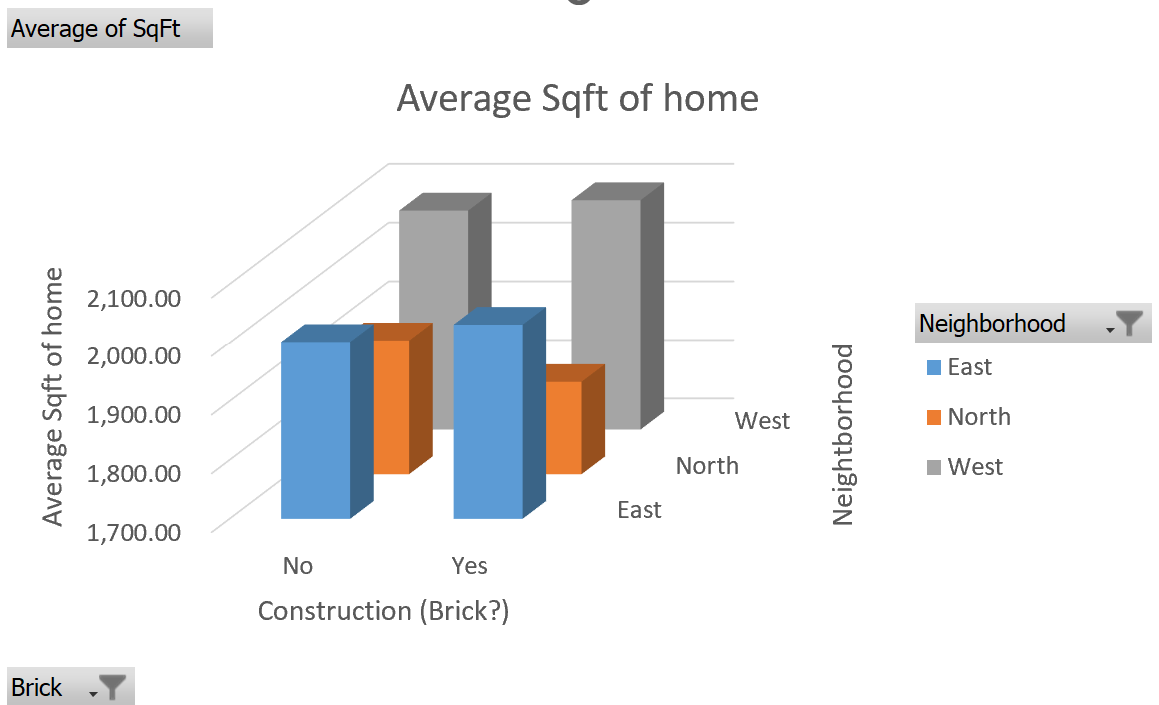 Average of SqFt
Average Sqft of home
Average Sqft of home
2,100.00
2,000.00
1,900.00
1,800.00
1,700.00
No
Yes
Construction (Brick?)
West
North
East
Neightborhood
Neighborhood
East
North
West
Brick